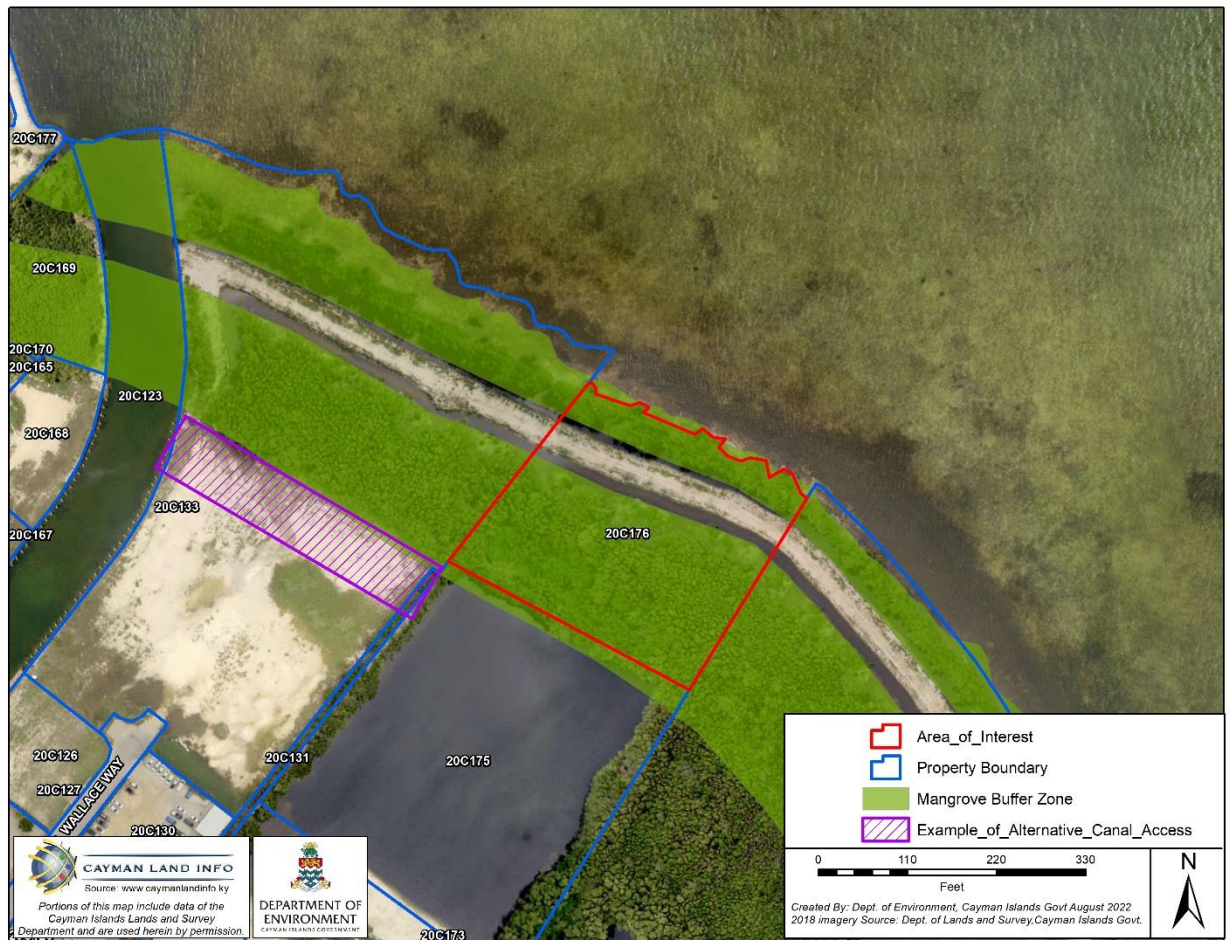 20C177
20C169
20C170
20C165
20C123
20C168
20C133
20C167
20C176
20C126
20C131
20C175
20C127
WALLACE WAY
20C130
20C173
Area_of_Interest
Property Boundary
Mangrove Buffer Zone
Example_of_Alternative_Canal_Access
0 110 220 330
Feet
N
Created By: Dept. of Environment, Cayman Islands Govt August 2022
2018 imagery Source: Dept. of Lands and Survey,Cayman Islands Govt.
CAYMAN LAND INFO
Source: www.caymanlandinfo.ky
Portions of this map include data of the
Cayman Islands Lands and Survey
Department and are used herein by permission.
DEPARTMENT OF
ENVIRONMENT
CAYMAN ISLANDS GOVERNMENT